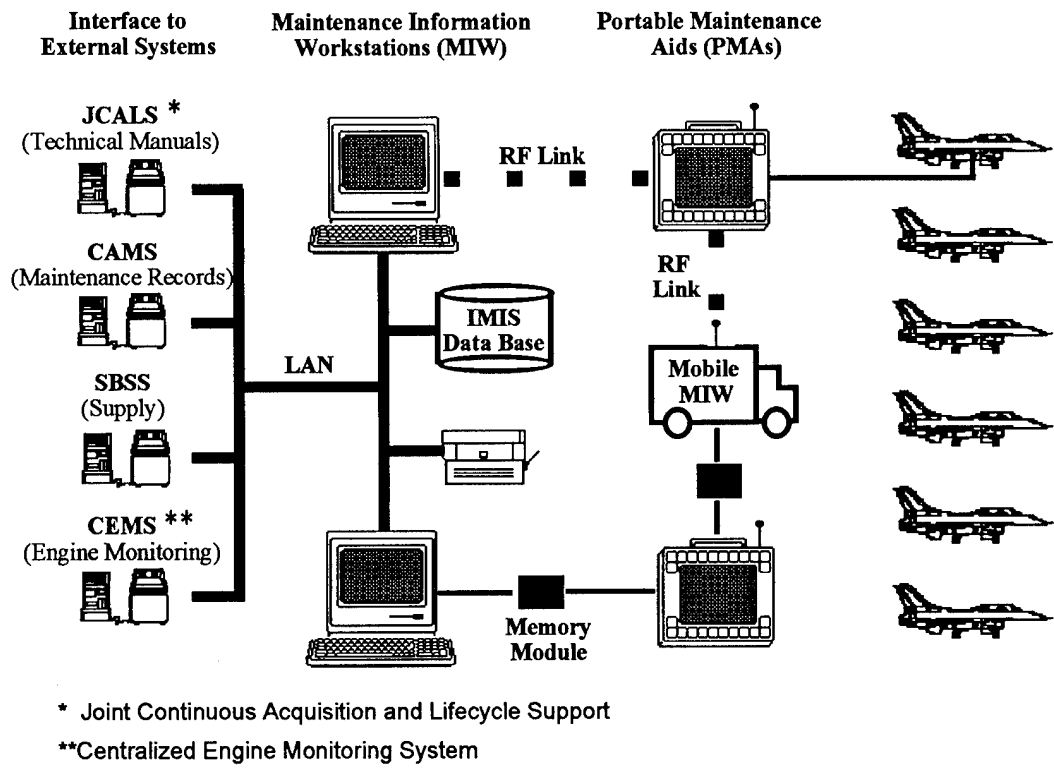 Interface to
External Systems
Maintenance Information
Workstations (MIW)
Portable Maintenance
Aids (PMAs)
JCALS *
(Technical Manuals)
CAMS
(Maintenance Records)
SBSS
(Supply)
CEMS **
(Engine Monitoring)
LAN
RF Link
IMIS
Data Base
Memory
Module
RF
Link
Mobile
MIW
* Joint Continuous Acquisition and Lifecycle Support
**Centralized Engine Monitoring System